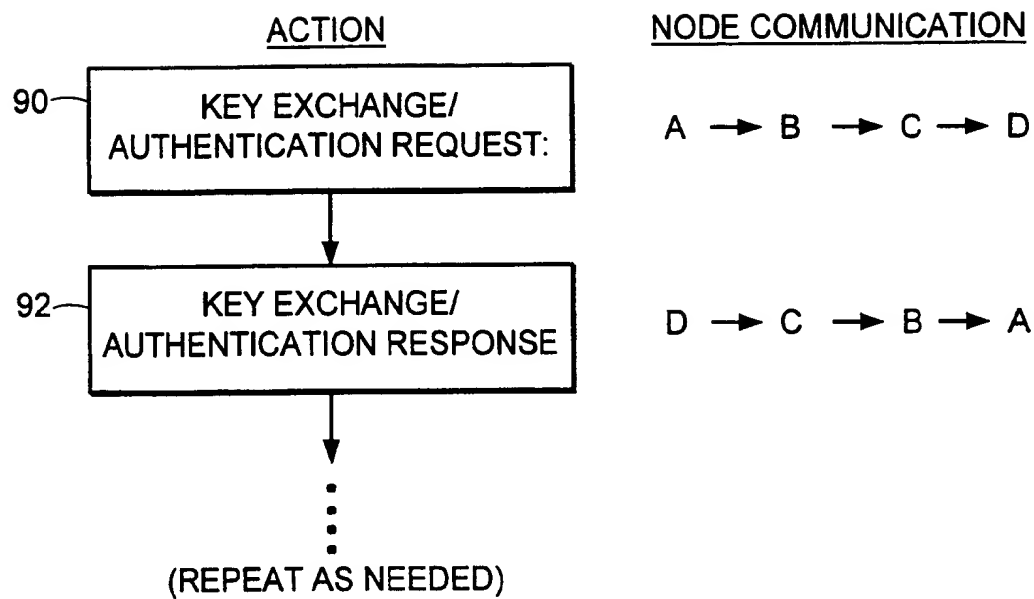 ACTION
NODE COMMUNICATION
90
KEY EXCHANGE/
AUTHENTICATION REQUEST:
A → B → C → D
92
KEY EXCHANGE/
AUTHENTICATION RESPONSE
D → C → B → A
(REPEAT AS NEEDED)